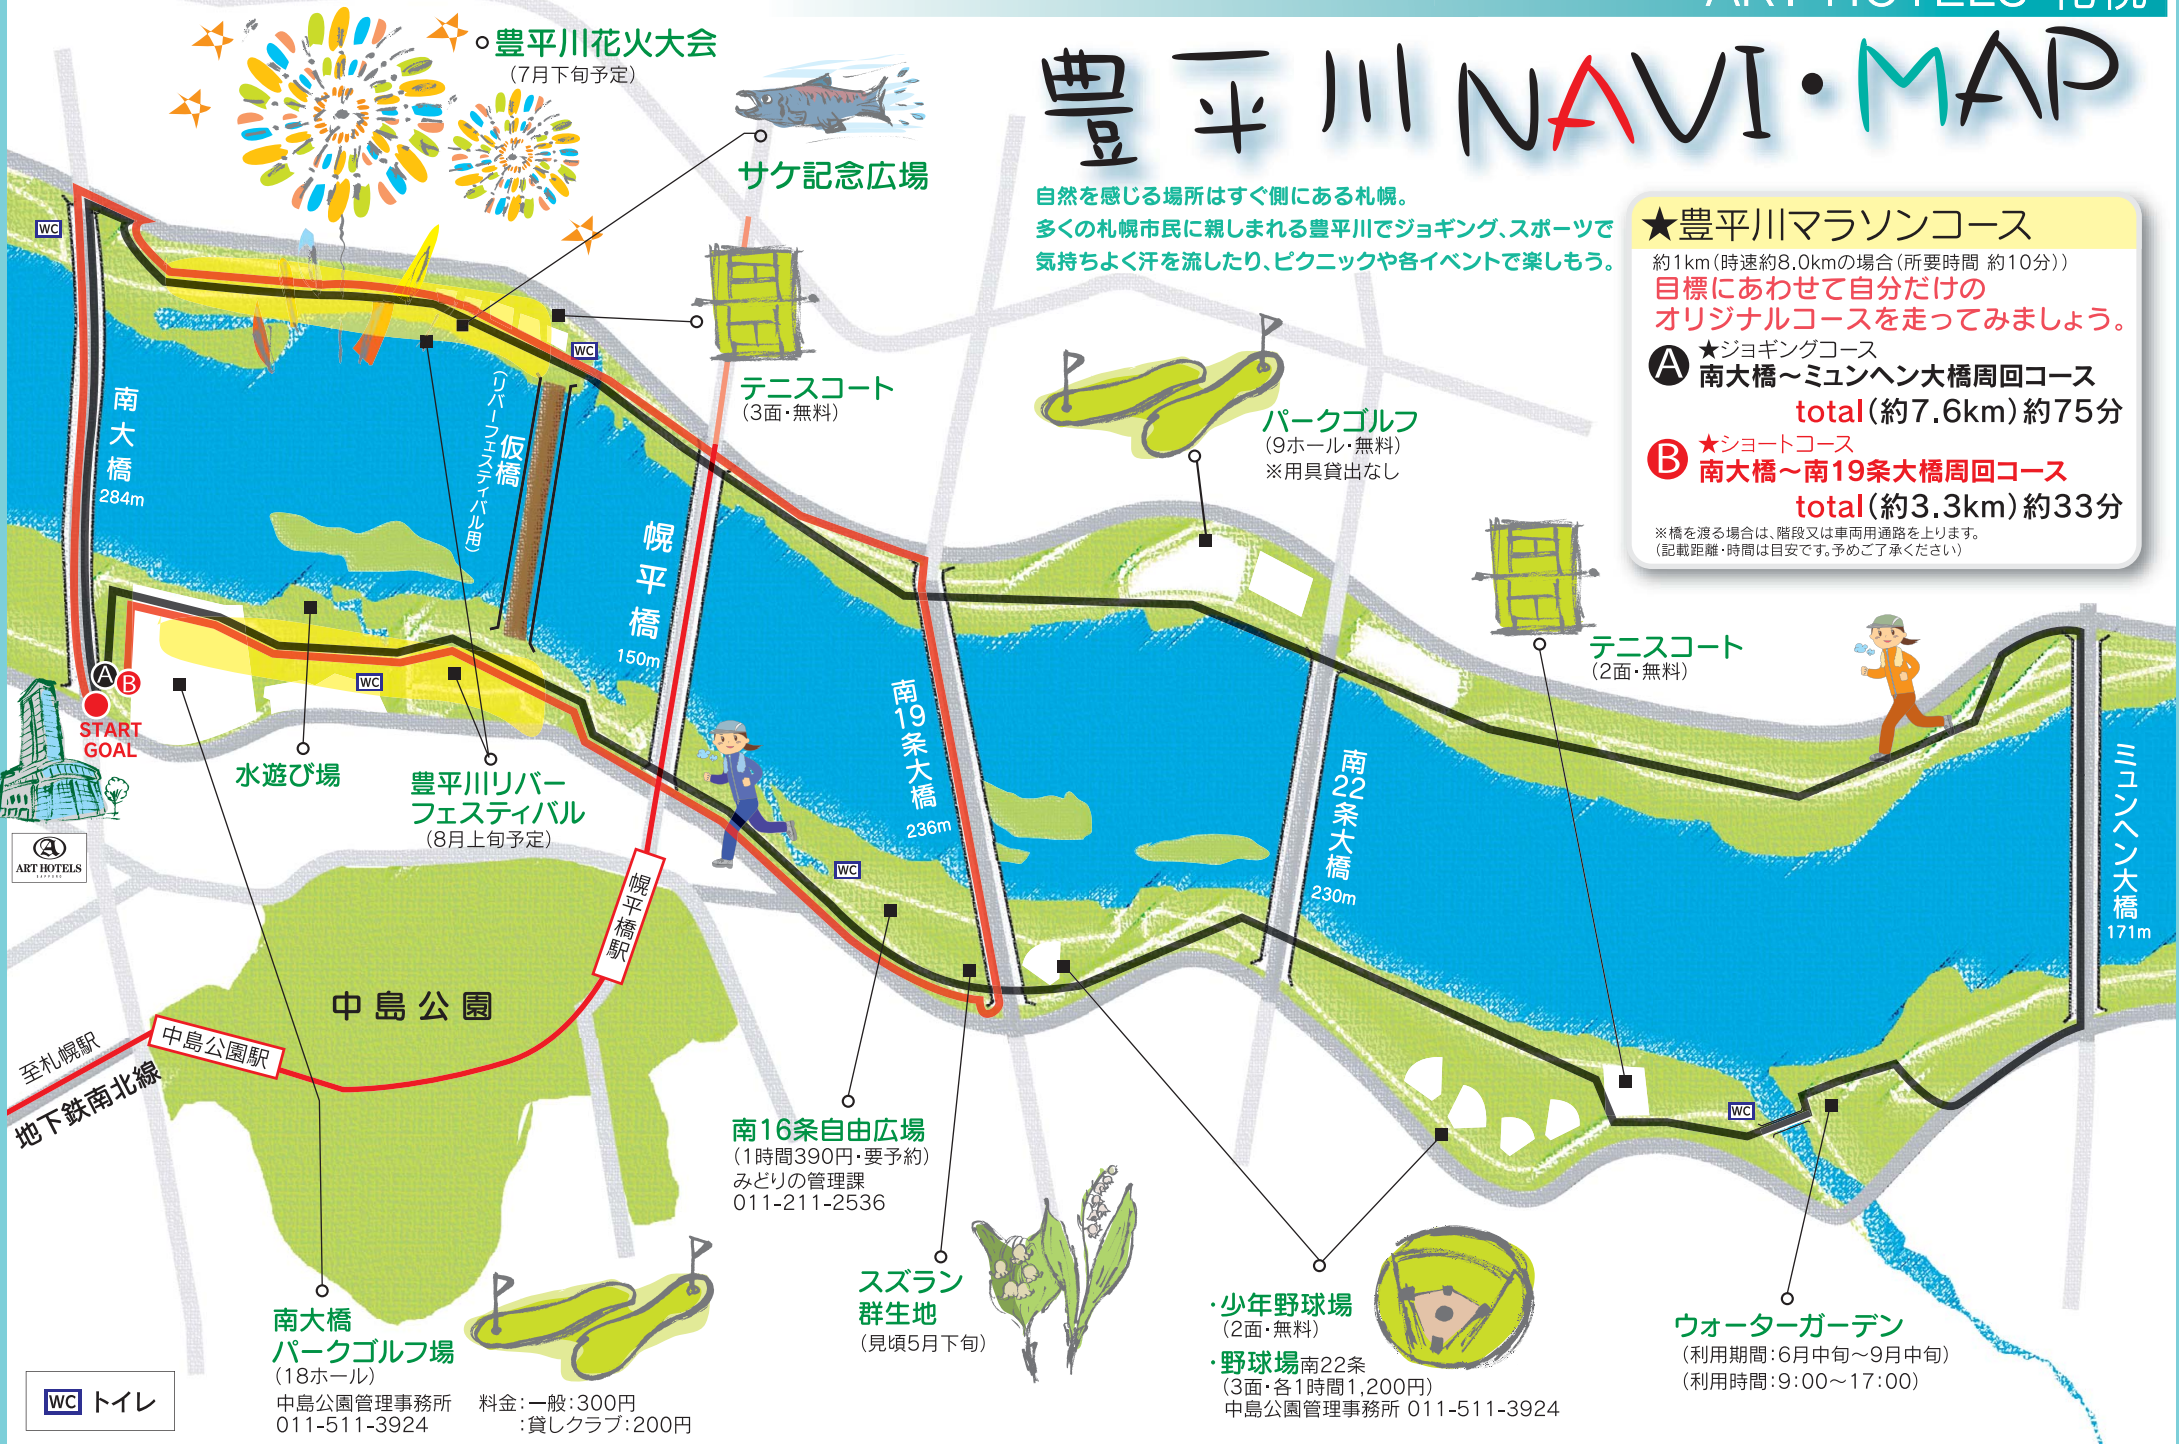 ART HOTELS 札幌
豊平川 NAVI・MAP
自然を感じる場所はすぐ側にある札幌。
多くの札幌市民に親しまれる豊平川でジョギング、スポーツで
気持ちよく汗を流したり、ピクニックや各イベントで楽しもう。
★豊平川マラソンコース
約1km(時速約8.0kmの場合(所要時間 約10分))
目標にあわせて自分だけの
オリジナルコースを走ってみましょう。
A ★ジョギングコース
南大橋〜ミュンヘン大橋周回コース
total(約7.6km)約75分
B ★ショートコース
南大橋〜南19条大橋周回コース
total(約3.3km)約33分
※橋を渡る場合は、階段又は車両用通路を上ります。
(記載距離・時間は目安です。予めご了承ください)
豊平川花火大会
(7月下旬予定)
サケ記念広場
テニスコート
(3面・無料)
パークゴルフ
(9ホール・無料)
※用具貸出なし
テニスコート
(2面・無料)
WC
WC
南大橋
284m
仮橋
(リバーフェスティバル用)
幌平橋
150m
南19条大橋
236m
南22条大橋
230m
ミュンヘン大橋
171m
A
B
START
GOAL
WC
WC
WC
水遊び場
豊平川リバー
フェスティバル
(8月上旬予定)
ART HOTELS
幌平橋駅
中島公園
中島公園駅
至札幌駅
地下鉄南北線
南16条自由広場
(1時間390円・要予約)
みどりの管理課
011-211-2536
スズラン
群生地
(見頃5月下旬)
・少年野球場
(2面・無料)
・野球場南22条
(3面・各1時間1,200円)
中島公園管理事務所 011-511-3924
ウォーターガーデン
(利用期間:6月中旬〜9月中旬)
(利用時間:9:00〜17:00)
南大橋
パークゴルフ場
(18ホール)
中島公園管理事務所
011-511-3924
料金:一般:300円
:貸しクラブ:200円
WC トイレ